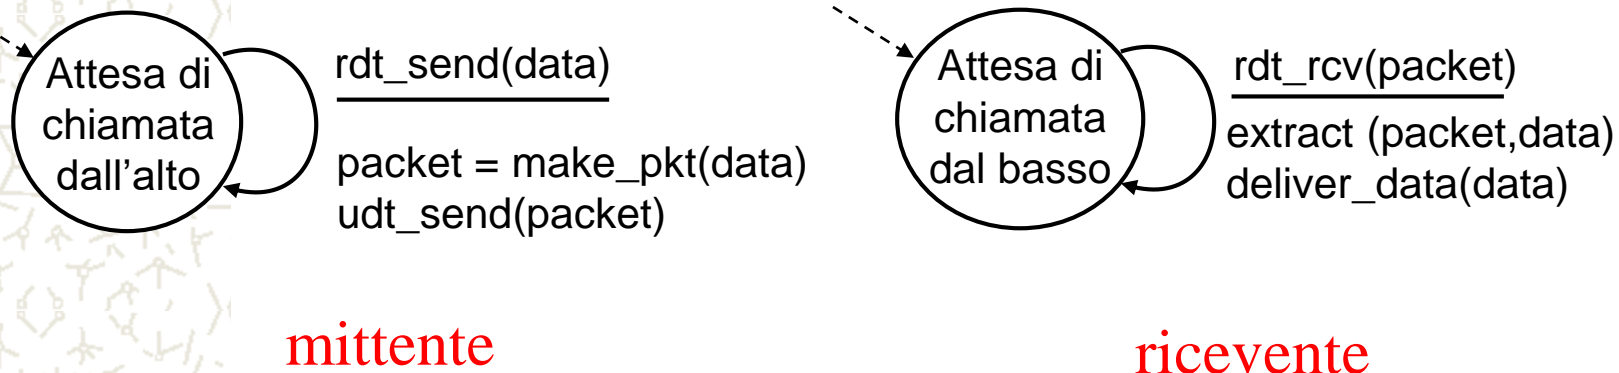 Attesa di
chiamata
dall’alto
rdt_send(data)
packet = make_pkt(data)
udt_send(packet)
mittente
Attesa di
chiamata
dal basso
rdt_rcv(packet)
extract (packet,data)
deliver_data(data)
ricevente